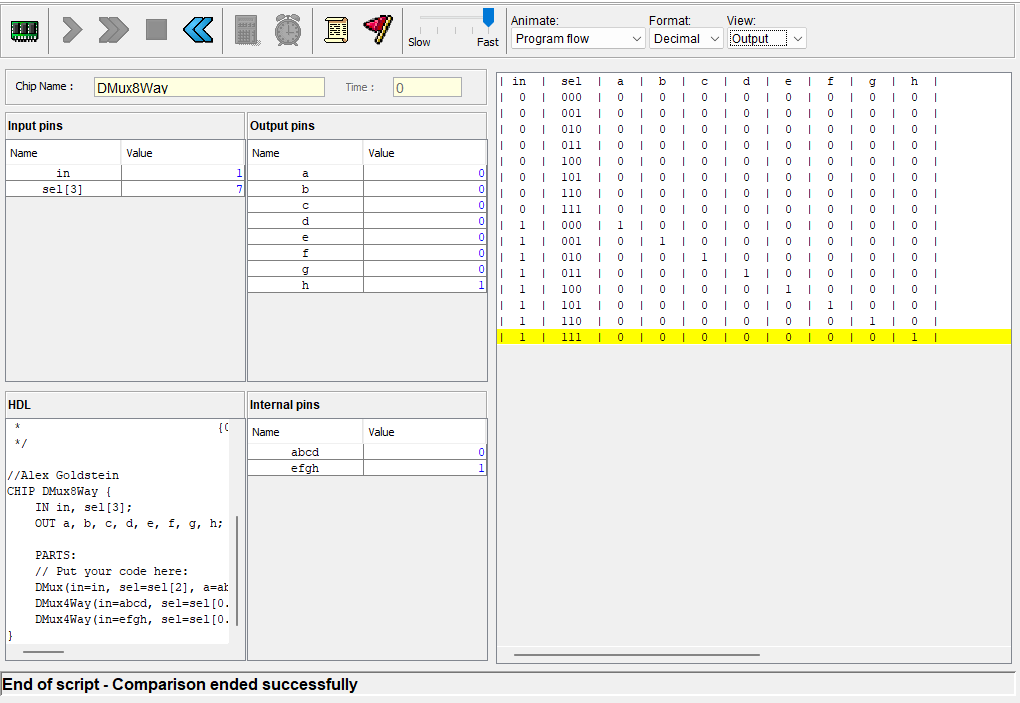 Animate: Format: View:
Slow Fast Program flow Decimal Output
Chip Name : DMux8Way Time : 0
Input pins
Name Value
in 1
sel[3] 7
Output pins
Name Value
a 0
b 0
c 0
d 0
e 0
f 0
g 0
h 1
HDL
* {0
*/
//Alex Goldstein
CHIP DMux8Way {
IN in, sel[3];
OUT a, b, c, d, e, f, g, h;
PARTS:
// Put your code here:
DMux(in=in, sel=sel[2], a=ab
DMux4Way(in=abcd, sel=sel[0.
DMux4Way(in=efgh, sel=sel[0.
}
Internal pins
Name Value
abcd 0
efgh 1
| in | sel | a | b | c | d | e | f | g | h |
| 0 | 000 | 0 | 0 | 0 | 0 | 0 | 0 | 0 | 0 |
| 0 | 001 | 0 | 0 | 0 | 0 | 0 | 0 | 0 | 0 |
| 0 | 010 | 0 | 0 | 0 | 0 | 0 | 0 | 0 | 0 |
| 0 | 011 | 0 | 0 | 0 | 0 | 0 | 0 | 0 | 0 |
| 0 | 100 | 0 | 0 | 0 | 0 | 0 | 0 | 0 | 0 |
| 0 | 101 | 0 | 0 | 0 | 0 | 0 | 0 | 0 | 0 |
| 0 | 110 | 0 | 0 | 0 | 0 | 0 | 0 | 0 | 0 |
| 0 | 111 | 0 | 0 | 0 | 0 | 0 | 0 | 0 | 0 |
| 1 | 000 | 1 | 0 | 0 | 0 | 0 | 0 | 0 | 0 |
| 1 | 001 | 0 | 1 | 0 | 0 | 0 | 0 | 0 | 0 |
| 1 | 010 | 0 | 0 | 1 | 0 | 0 | 0 | 0 | 0 |
| 1 | 011 | 0 | 0 | 0 | 1 | 0 | 0 | 0 | 0 |
| 1 | 100 | 0 | 0 | 0 | 0 | 1 | 0 | 0 | 0 |
| 1 | 101 | 0 | 0 | 0 | 0 | 0 | 1 | 0 | 0 |
| 1 | 110 | 0 | 0 | 0 | 0 | 0 | 0 | 1 | 0 |
| 1 | 111 | 0 | 0 | 0 | 0 | 0 | 0 | 0 | 1 |
End of script - Comparison ended successfully